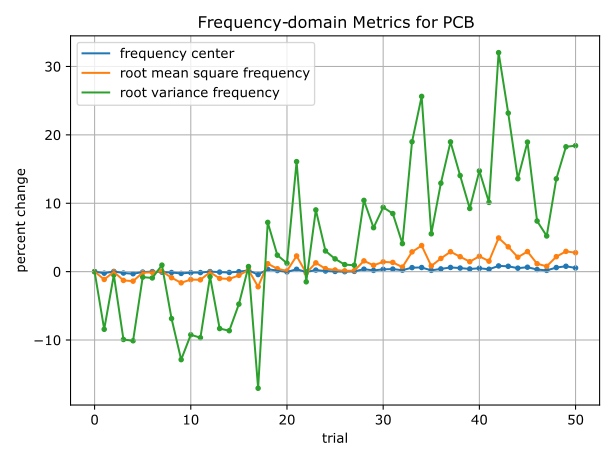 Frequency-domain Metrics for PCB
frequency center
root mean square frequency
root variance frequency
percent change
30
20
10
0
−10
0
10
20
30
40
50
trial